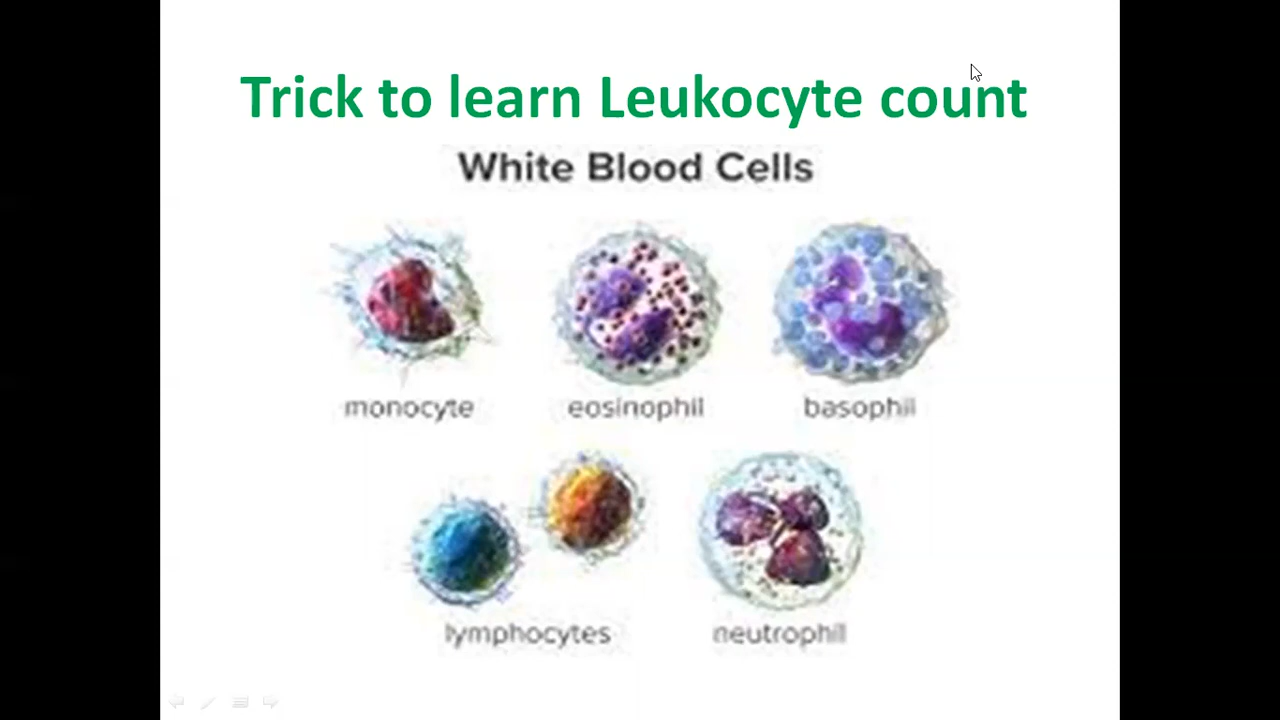 Trick to learn Leukocyte count
White Blood Cells
monocyte
eosinophil
basophil
lymphocytes
neutrophil